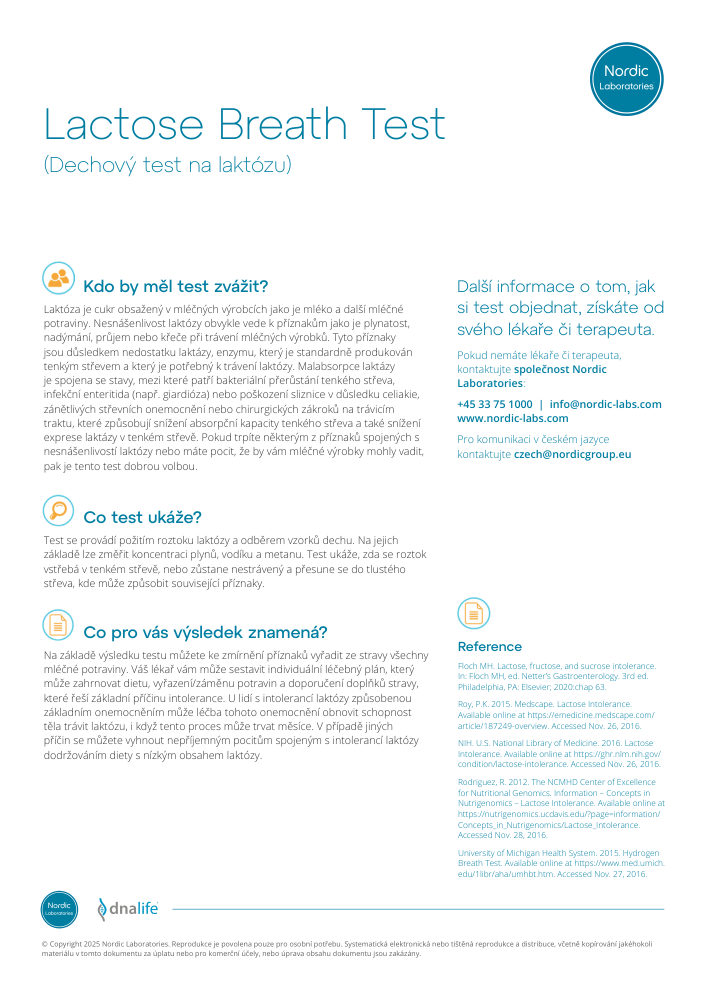 Nordic
Laboratories
Lactose Breath Test
(Dechový test na laktózu)
Kdo by měl test zvážit?
Laktóza je cukr obsažený v mléčných výrobcích jako je mléko a další mléčné
potraviny. Nesnášenlivost laktózy obvykle vede k příznakům jako je plynatost,
nadýmání, průjem nebo křeče při trávení mléčných výrobků. Tyto příznaky
jsou důsledkem nedostatku laktázy, enzymu, který je standardně produkován
tenkým střevem a který je potřebný k trávení laktózy. Malabsorpce laktázy
je spojena se stavy, mezi které patří bakteriální přerůstání tenkého střeva,
infekční enteritida (např. giardióza) nebo poškození sliznice v důsledku celiakie,
zánětlivých střevních onemocnění nebo chirurgických zákroků na trávicím
traktu, které způsobují snížení absorpční kapacity tenkého střeva a také snížení
exprese laktázy v tenkém střevě. Pokud trpíte některým z příznaků spojených s
nesnášenlivostí laktózy nebo máte pocit, že by vám mléčné výrobky mohly vadit,
pak je tento test dobrou volbou.
Co test ukáže?
Test se provádí požitím roztoku laktózy a odběrem vzorků dechu. Na jejich
základě lze změřit koncentraci plynů, vodíku a metanu. Test ukáže, zda se roztok
vstřebá v tenkém střevě, nebo zůstane nestrávený a přesune se do tlustého
střeva, kde může způsobit související příznaky.
Co pro vás výsledek znamená?
Na základě výsledku testu můžete ke zmírnění příznaků vyřadit ze stravy všechny
mléčné potraviny. Váš lékař vám může sestavit individuální léčebný plán, který
může zahrnovat dietu, vyřazení/záměnu potravin a doporučení doplňků stravy,
které řeší základní příčinu intolerance. U lidí s intolerancí laktózy způsobenou
základním onemocněním může léčba tohoto onemocnění obnovit schopnost
těla trávit laktózu, i když tento proces může trvat měsíce. V případě jiných
příčin se můžete vyhnout nepříjemným pocitům spojeným s intolerancí laktózy
dodržováním diety s nízkým obsahem laktózy.
Další informace o tom, jak
si test objednat, získáte od
svého lékaře či terapeuta.
Pokud nemáte lékaře či terapeuta,
kontaktujte společnost Nordic
Laboratories:
+45 33 75 1000 | info@nordic-labs.com
www.nordic-labs.com
Pro komunikaci v českém jazyce
kontaktujte czech@nordicgroup.eu
Reference
Floch MH. Lactose, fructose, and sucrose intolerance.
In: Floch MH, ed. Netter's Gastroenterology. 3rd ed.
Philadelphia, PA: Elsevier; 2020:chap 63.
Roy, P.K. 2015. Medscape. Lactose Intolerance.
Available online at https://emedicine.medscape.com/
article/187249-overview. Accessed Nov. 26, 2016.
NIH. U.S. National Library of Medicine. 2016. Lactose
Intolerance. Available online at https://ghr.nlm.nih.gov/
condition/lactose-intolerance. Accessed Nov. 26, 2016.
Rodriguez, R. 2012. The NCMHD Center of Excellence
for Nutritional Genomics. Information – Concepts in
Nutrigenomics – Lactose Intolerance. Available online at
https://nutrigenomics.ucdavis.edu/?page=information/
Concepts_in_Nutrigenomics/Lactose_Intolerance.
Accessed Nov. 28, 2016.
University of Michigan Health System. 2015. Hydrogen
Breath Test. Available online at https://www.med.umich.
edu/1libr/aha/umhbt.htm. Accessed Nov. 27, 2016.
Nordic
Laboratories
dnalife
© Copyright 2025 Nordic Laboratories. Reprodukce je povolena pouze pro osobní potřebu. Systematická elektronická nebo tištěná reprodukce a distribuce, včetně kopírování jakéhokoli
materiálu v tomto dokumentu za úplatu nebo pro komerční účely, nebo úprava obsahu dokumentu jsou zakázány.